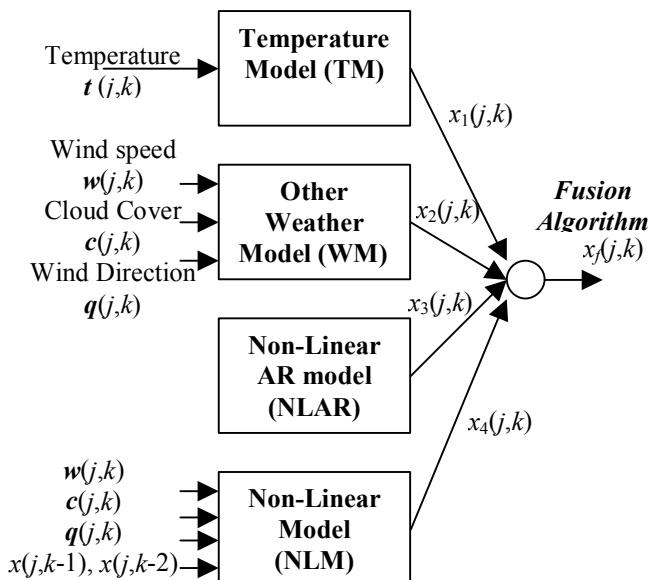 Temperature
t (j,k)
Temperature
Model (TM)
x1(j,k)
Wind speed
w(j,k)
Cloud Cover
c(j,k)
Wind Direction
q(j,k)
Other
Weather
Model (WM)
x2(j,k)
Fusion
Algorithm
xf(j,k)
x3(j,k)
Non-Linear
AR model
(NLAR)
x4(j,k)
w(j,k)
c(j,k)
q(j,k)
x(j,k-1), x(j,k-2)
Non-Linear
Model
(NLM)